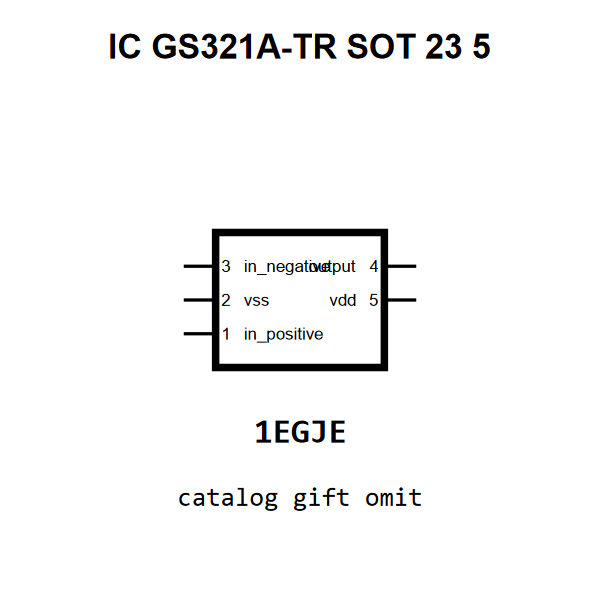 IC GS321A-TR SOT 23 5
3 in_negative output 4
2 vss vdd 5
1 in_positive
1EGJE
catalog gift omit